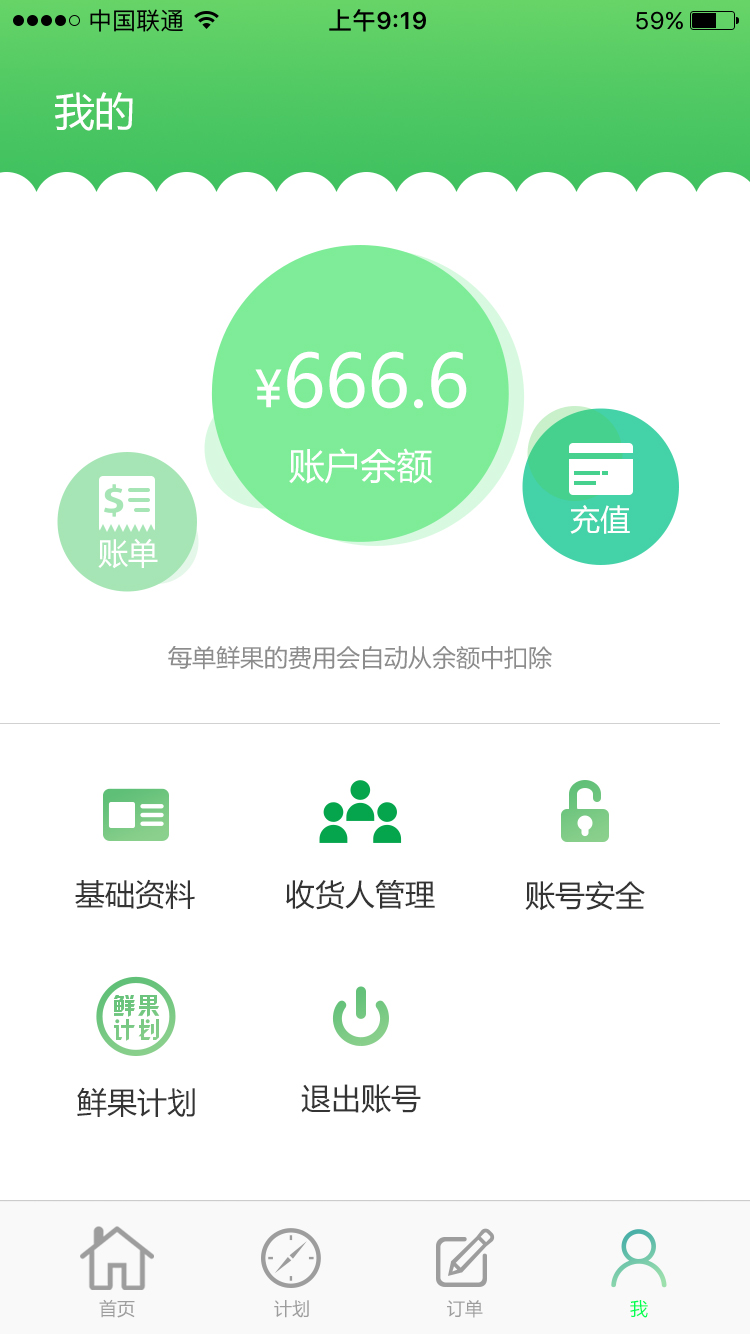 中国联通 上午9:19 59%
我的
¥666.6
账户余额
账单
充值
每单鲜果的费用会自动从余额中扣除
基础资料 收货人管理 账号安全
鲜果
计划
鲜果计划 退出账号
首页 计划 订单 我